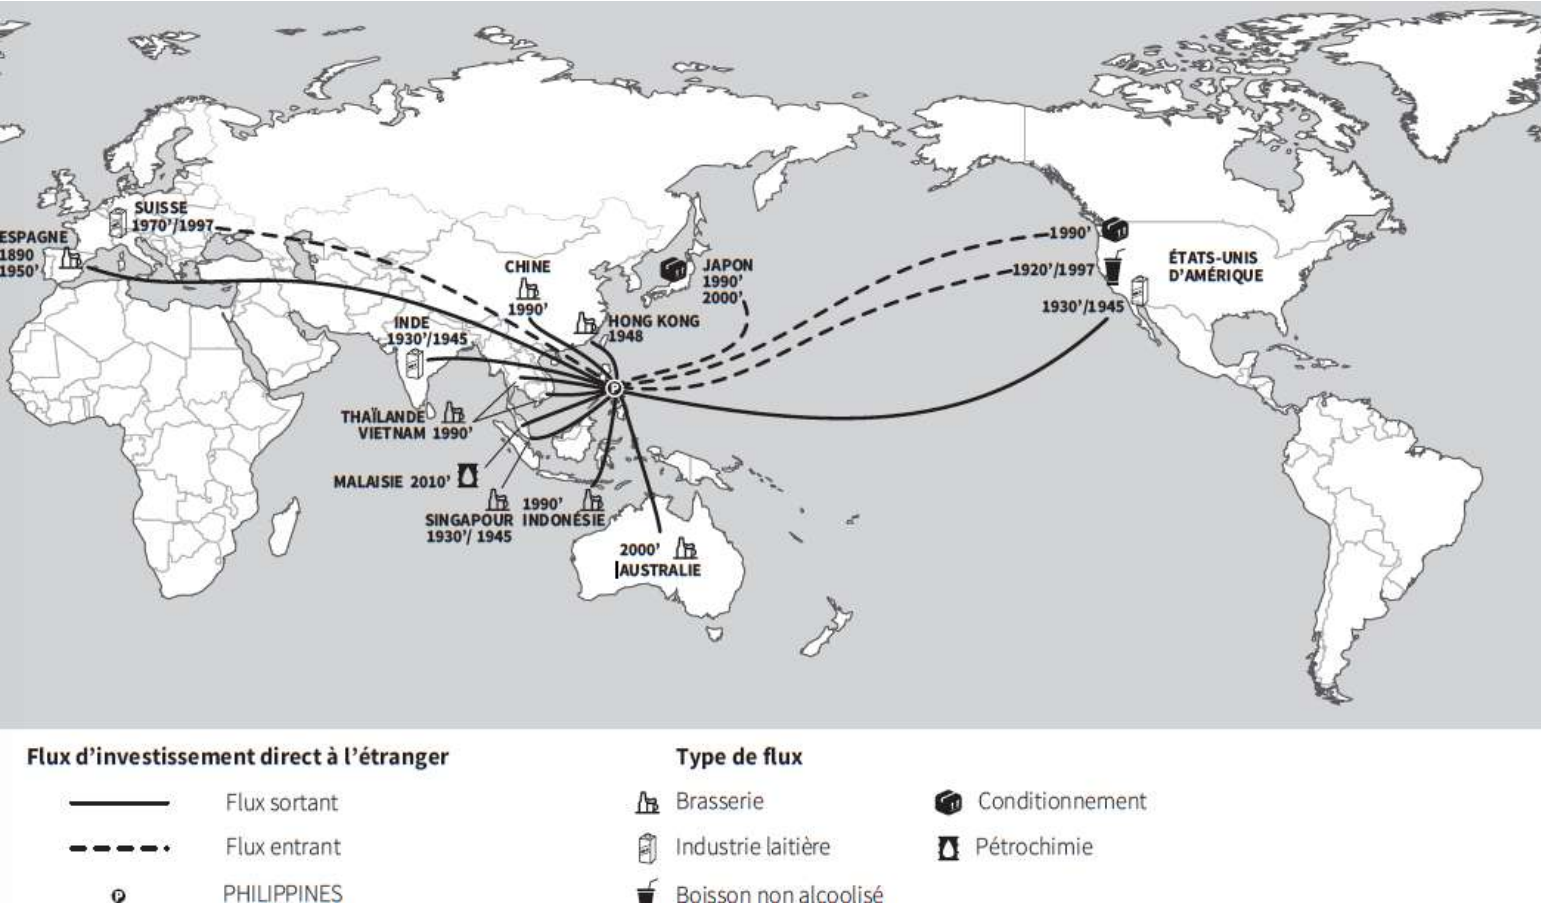 SUISSE
1970'/1997
ESPAGNE
1890
1950'
CHINE
1990'
JAPON
1990'
2000'
HONG KONG
1948
INDE
1930'/1945
THAÏLANDE
VIETNAM 1990'
MALAISIE 2010'
SINGAPOUR
1930'/ 1945
1990'
INDONÉSIE
2000'
AUSTRALIE
1990'
1920'/1997
1930'/1945
ÉTATS-UNIS
D'AMÉRIQUE
P
Flux d'investissement direct à l'étranger
Flux sortant
Flux entrant
P PHILIPPINES
Type de flux
Brasserie
Industrie laitière
Boisson non alcoolisé
Conditionnement
Pétrochimie